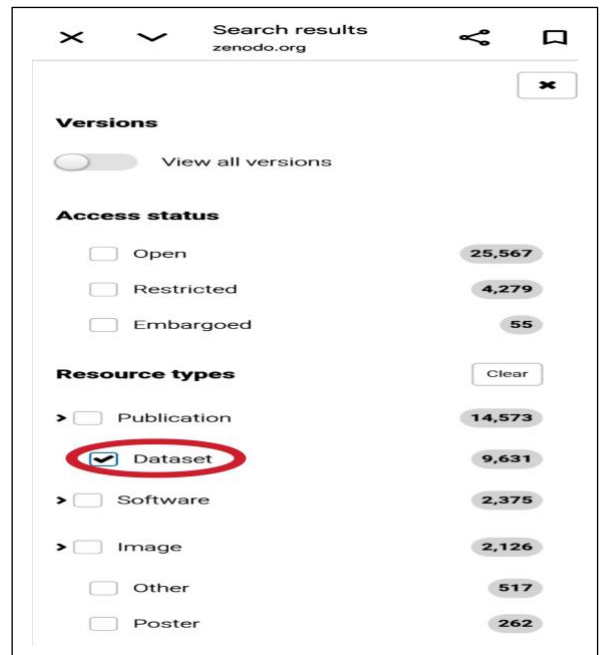 Search results
zenodo.org
Versions
View all versions
Access status
Open 25,567
Restricted 4,279
Embargoed 55
Resource types Clear
Publication 14,573
Dataset 9,631
Software 2,375
Image 2,126
Other 517
Poster 262